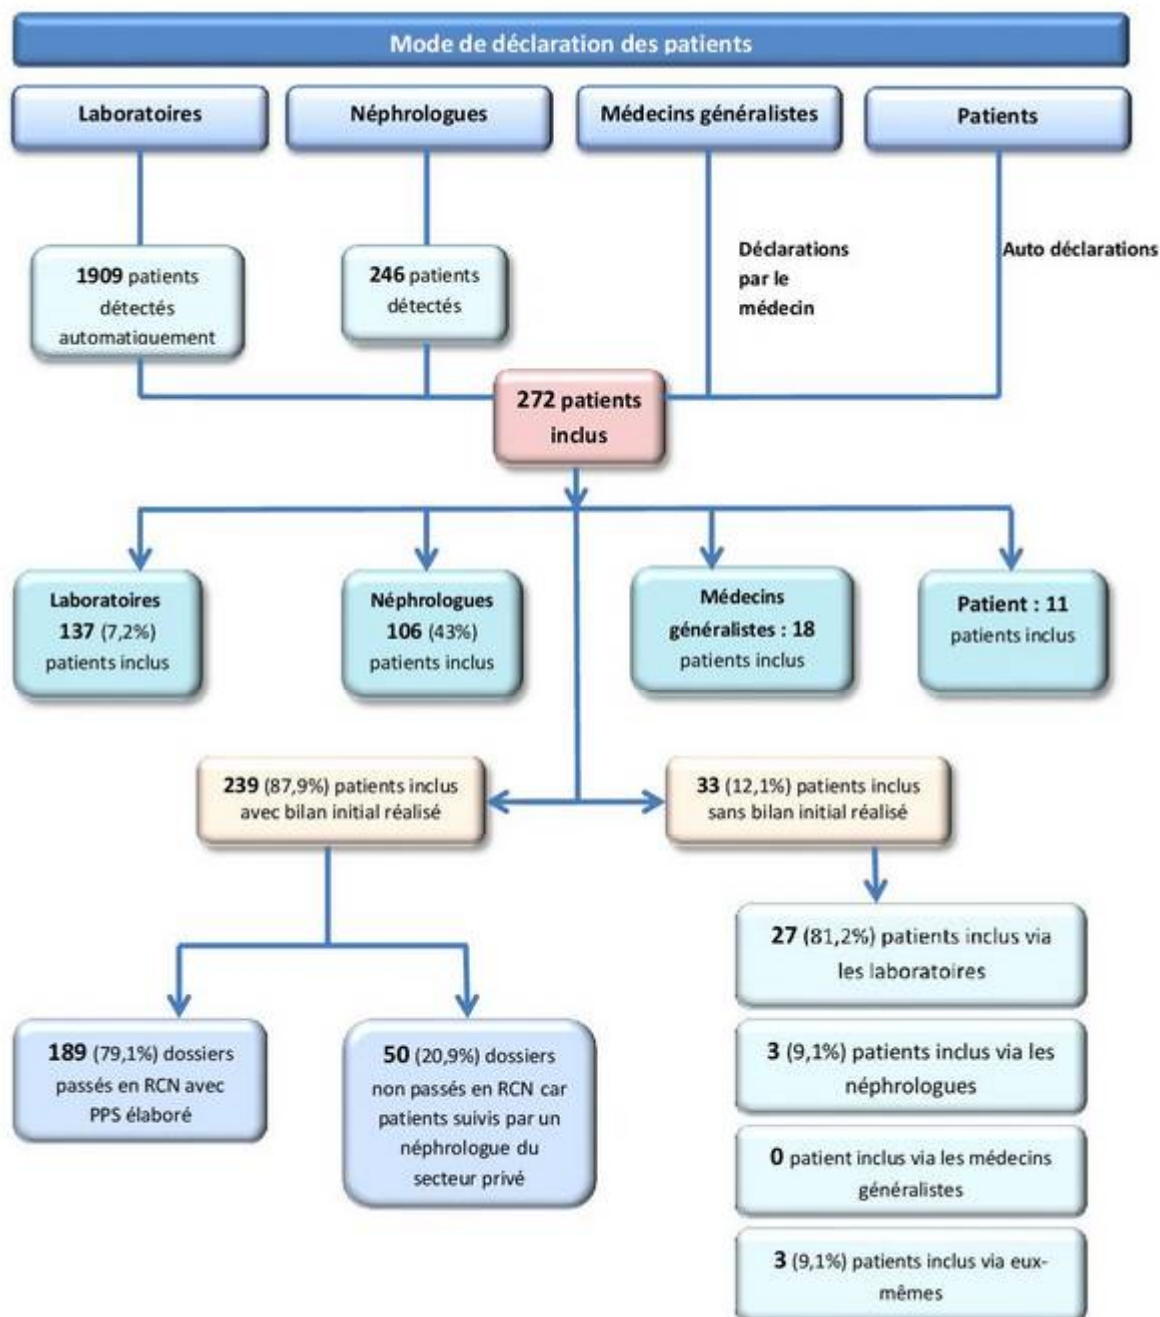 Mode de déclaration des patients
Laboratoires
Néphrologues
Médecins généralistes
Patients
1909 patients
détectés
automatiquement
246 patients
détectés
Déclarations
par le
médecin
Auto déclarations
272 patients
inclus
Laboratoires
137 (7,2%)
patients inclus
Néphrologues
106 (43%)
patients inclus
Médecins
généralistes : 18
patients inclus
Patient : 11
patients inclus
239 (87,9%) patients inclus
avec bilan initial réalisé
33 (12,1%) patients inclus
sans bilan initial réalisé
189 (79,1%) dossiers
passés en RCN avec
PPS élaboré
50 (20,9%) dossiers
non passés en RCN car
patients suivis par un
néphrologue du
secteur privé
27 (81,2%) patients inclus via
les laboratoires
3 (9,1%) patients inclus via les
néphrologues
0 patient inclus via les médecins
généralistes
3 (9,1%) patients inclus via eux-
mêmes